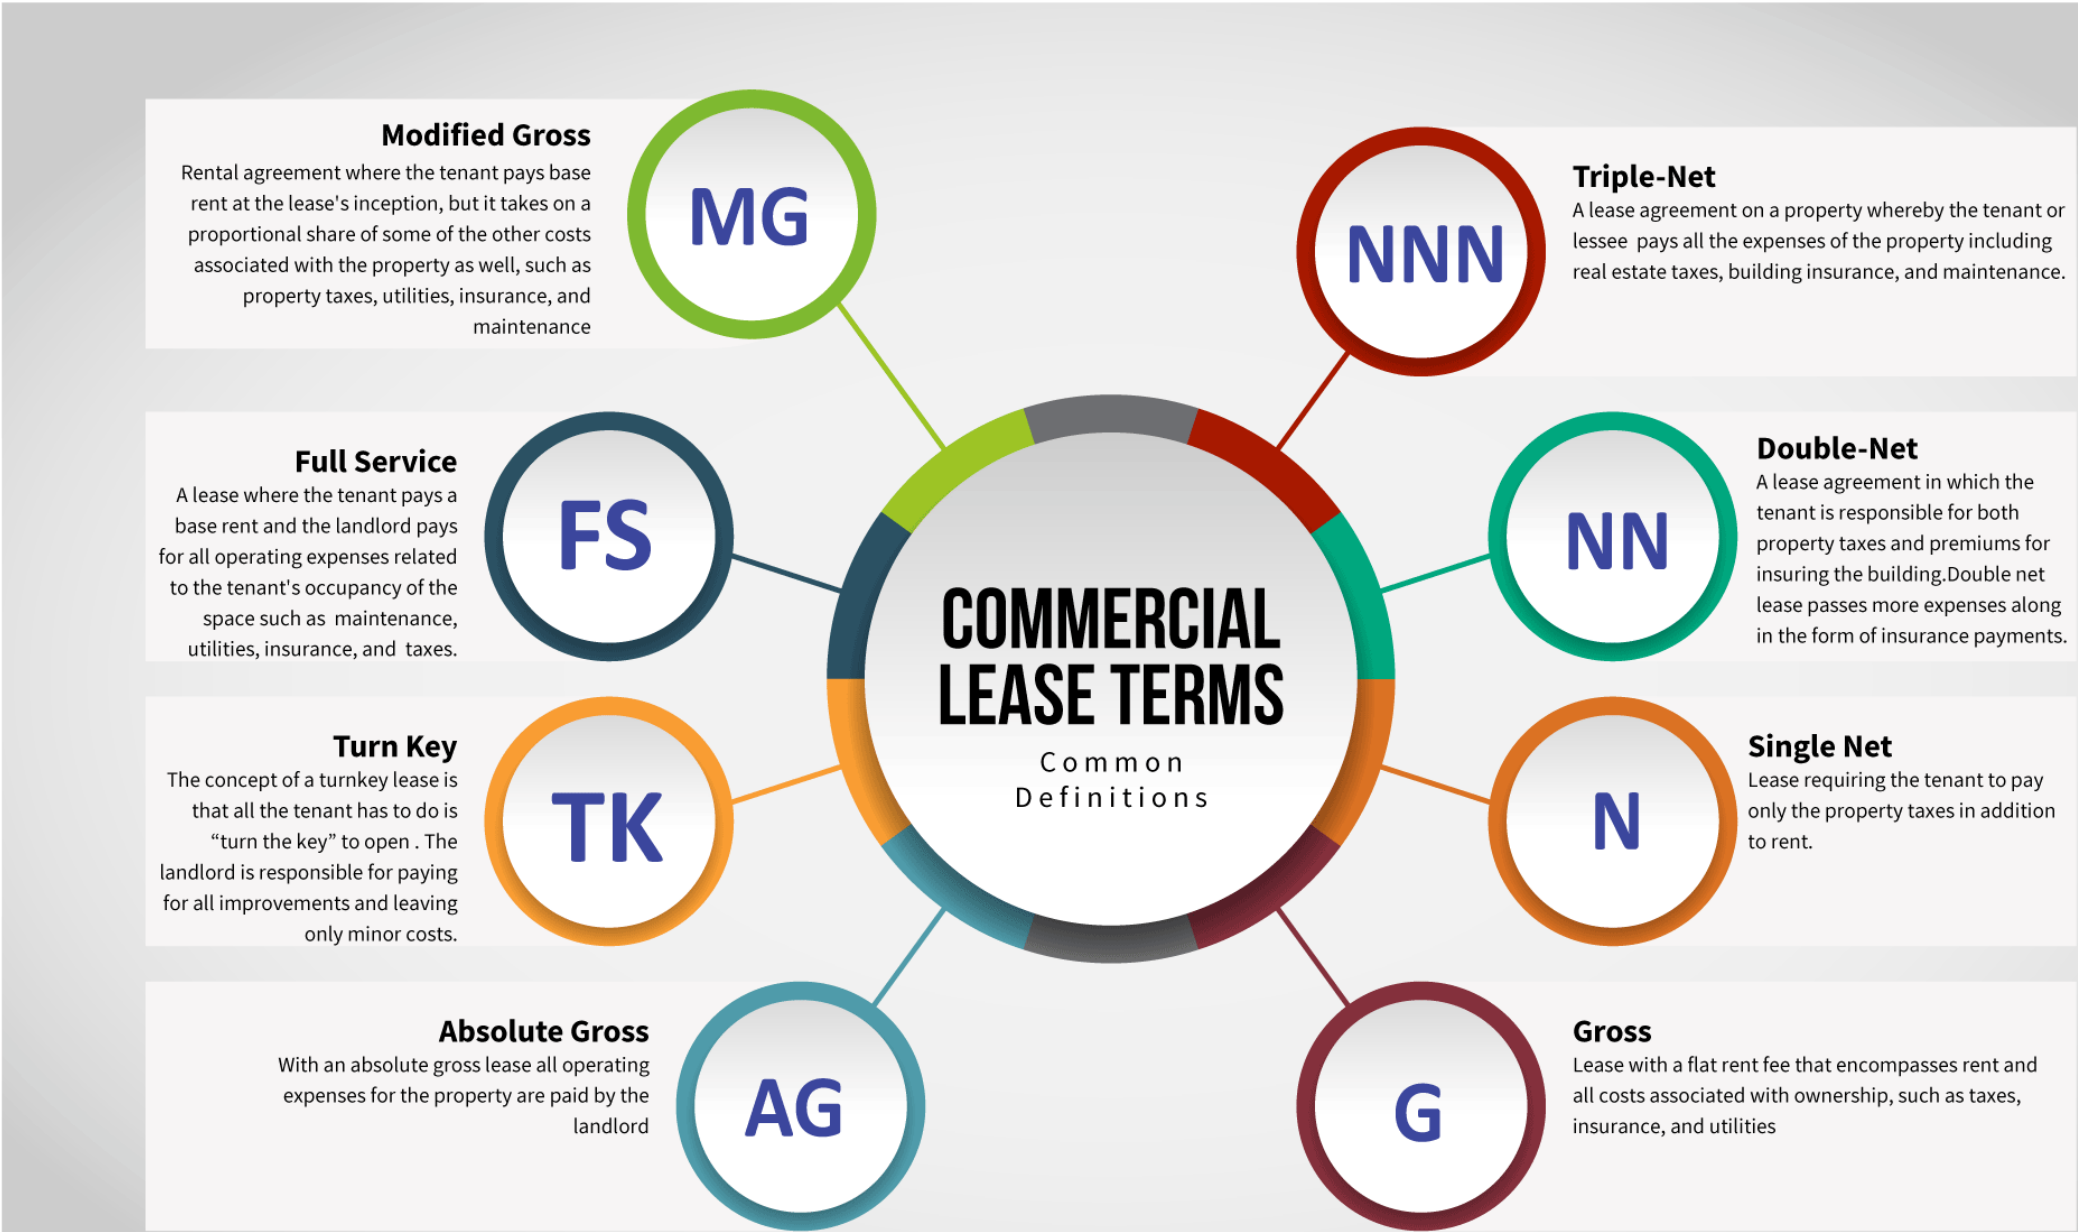 Modified Gross
Rental agreement where the tenant pays base
rent at the lease's inception, but it takes on a
proportional share of some of the other costs
associated with the property as well, such as
property taxes, utilities, insurance, and
maintenance
MG
Full Service
A lease where the tenant pays a
base rent and the landlord pays
for all operating expenses related
to the tenant's occupancy of the
space such as  maintenance,
utilities, insurance, and  taxes.
FS
Turn Key
The concept of a turnkey lease is
that all the tenant has to do is
“turn the key” to open . The
landlord is responsible for paying
for all improvements and leaving
only minor costs.
TK
Absolute Gross
With an absolute gross lease all operating
expenses for the property are paid by the
landlord
AG
COMMERCIAL
LEASE TERMS
Common
Definitions
NNN
Triple-Net
A lease agreement on a property whereby the tenant or
lessee  pays all the expenses of the property including
real estate taxes, building insurance, and maintenance.
NN
Double-Net
A lease agreement in which the
tenant is responsible for both
property taxes and premiums for
insuring the building.Double net
lease passes more expenses along
in the form of insurance payments.
N
Single Net
Lease requiring the tenant to pay
only the property taxes in addition
to rent.
G
Gross
Lease with a flat rent fee that encompasses rent and
all costs associated with ownership, such as taxes,
insurance, and utilities